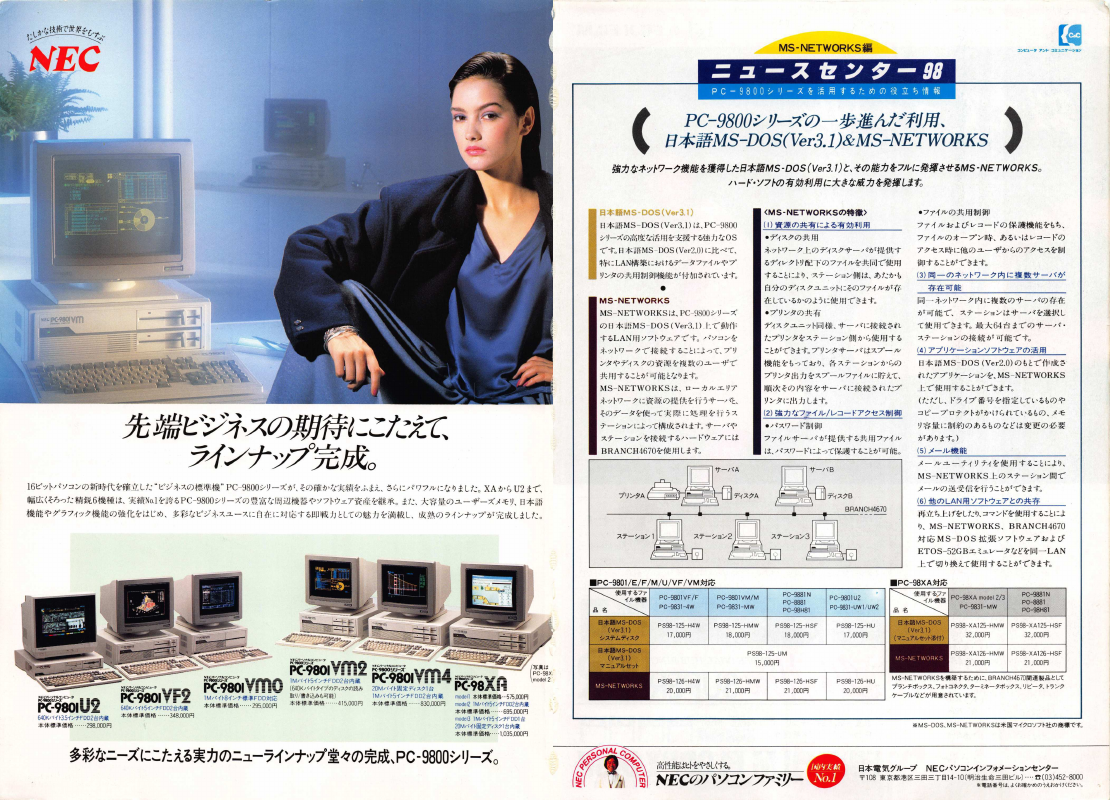 たしかな技術で世界をむすぶ
NEC
PC-9801VM
先端ビジネスの期待にこたえて、
ラインナップ完成。
16ビットパソコンの新時代を確立した“ビジネスの標準機”PC-9800シリーズが、その確かな実績をふまえ、さらにパワフルになりました。XAからU2まで、
幅広くそろった精鋭6機種は、実績No.1を誇るPC-9800シリーズの豊富な周辺機器やソフトウェア資産を継承。また、大容量のユーザーズメモリ、日本語
機能やグラフィック機能の強化をはじめ、多彩なビジネスユースに自在に対応する即戦力としての魅力を満載し、成熟のラインナップが完成しました。
PC-9801U2
640Kバイト3.5インチFDD2台内蔵
本体標準価格……298,000円
PC-9801VF2
640Kバイト5インチFDD2台内蔵
本体標準価格……348,000円
PC-9801VM0
1Mバイト8インチ標準FDD対応
本体標準価格……295,000円
PC-9801VM2
1Mバイト5インチFDD2台内蔵
(640Kバイトタイプのディスクの読み
取り/書き込みも可能)
本体標準価格……415,000円
PC-9801VM4
20Mバイト固定ディスク1台
1Mバイト5インチFDD2台内蔵
本体標準価格……830,000円
PC-98XA
model1 本体標準価格…575,000円
model2 1Mバイト5インチFDD2台内蔵
本体標準価格……695,000円
model3 1Mバイト5インチFDD1台
20Mバイト固定ディスク1台内蔵
本体標準価格……1,035,000円
写真は
PC-98X
model 2
多彩なニーズにこたえる実力のニューラインナップ堂々の完成、PC-9800シリーズ。
C&C
コンピュータ アンド コミュニケーション
MS-NETWORKS編
ニュースセンター98
PC-9800シリーズを活用するための役立ち情報
PC-9800シリーズの一歩進んだ利用、
日本語MS-DOS(Ver3.1)&MS-NETWORKS
強力なネットワーク機能を獲得した日本語MS-DOS(Ver3.1)と、その能力をフルに発揮させるMS-NETWORKS。
ハード・ソフトの有効利用に大きな威力を発揮します。
日本語MS-DOS(Ver3.1)
日本語MS-DOS(Ver3.1)は、PC-9800
シリーズの高度な活用を支援する強力なOS
です。日本語MS-DOS(Ver2.0)に比べて、
特にLAN構築におけるデータファイルやプ
リンタの共用制御機能が付加されています。
●
MS-NETWORKS
MS-NETWORKSは、PC-9800シリーズ
の日本語MS-DOS(Ver3.1)上で動作
するLAN用ソフトウェアです。パソコンを
ネットワークで接続することによって、プリ
ンタやディスクの資源を複数のユーザで
共用することが可能となります。
MS-NETWORKSは、ローカルエリア
ネットワークに資源の提供を行うサーバと、
そのデータを使って実際に処理を行うス
テーションによって構成されます。サーバや
ステーションを接続するハードウェアには
BRANCH4670を使用します。
〈MS-NETWORKSの特徴〉
(1)資源の共有による有効利用
●ディスクの共用
ネットワーク上のディスクサーバが提供す
るディレクトリ配下のファイルを共同で使用
することにより、ステーション側は、あたかも
自分のディスクユニットにそのファイルが存
在しているかのように使用できます。
●プリンタの共有
ディスクユニット同様、サーバに接続され
たプリンタをステーション側から使用する
ことができます。プリンタサーバはスプール
機能をもっており、各ステーションからの
プリンタ出力をスプールファイルに貯えて、
順次その内容をサーバに接続されたプ
リンタに出力します。
(2)強力なファイル/レコードアクセス制御
●パスワード制御
ファイルサーバが提供する共用ファイル
は、パスワードによって保護することが可能。
●ファイルの共用制御
ファイルおよびレコードの保護機能をもち、
ファイルのオープン時、あるいはレコードの
アクセス時に他のユーザからのアクセスを制
御することができます。
(3)同一のネットワーク内に複数サーバが
存在可能
同一ネットワーク内に複数のサーバの存在
が可能で、ステーションはサーバを選択し
て使用できます。最大64台までのサーバ・
ステーションの接続が可能です。
(4)アプリケーションソフトウェアの活用
日本語MS-DOS(Ver2.0)のもとで作成さ
れたアプリケーションを、MS-NETWORKS
上で使用することができます。
(ただし、ドライブ番号を指定しているものや
コピープロテクトがかけられているもの、メモ
リ容量に制約のあるものなどは変更の必要
があります。)
(5)メール機能
メールユーティリティを使用することにより、
MS-NETWORKS上のステーション間で
メールの送受信を行うことができます。
(6)他のLAN用ソフトウェアとの共存
再立ち上げをしたり、コマンドを使用することによ
り、MS-NETWORKS、BRANCH4670
対応MS-DOS拡張ソフトウェアおよび
ETOS-52GBエミュレータなどを同一LAN
上で切り換えて使用することができます。
サーバA
サーバB
プリンタA
ディスクA
ディスクB
BRANCH4670
ステーション1
ステーション2
ステーション3
■PC-9801/E/F/M/U/VF/VM対応
使用するファイル機器 品名 PC-9801VF/F PC-9831-4W PC-9801VM/M PC-9831-MW PC-9881N PC-8881 PC-98H81 PC-9801U2 PC-9831-UW1/UW2
日本語MS-DOS (Ver3.1) システムディスク PS98-125-H4W 17,000円 PS98-125-HMW 18,000円 PS98-125-HSF 18,000円 PS98-125-HU 17,000円
日本語MS-DOS (Ver3.1) マニュアルセット PS98-125-UM 15,000円
MS-NETWORKS PS98-126-H4W 20,000円 PS98-126-HMW 21,000円 PS98-126-HSF 21,000円 PS98-126-HU 20,000円
■PC-98XA対応
使用するファイル機器 品名 PC-98XA model 2/3 PC-9831-MW PC-9881N PC-8881 PC-98H81
日本語MS-DOS (Ver3.1) (マニュアルセット添付) PS98-XA125-HMW 32,000円 PS98-XA125-HSF 32,000円
MS-NETWORKS PS98-XA126-HMW 21,000円 PS98-XA126-HSF 21,000円
MS-NETWORKSを構築するために、BRANCH4670関連製品として
ブランチボックス、フォトコネクタ、ターミネータボックス、リピータ、トランク
ケーブルなどが用意されています。
※MS-DOS、MS-NETWORKSは米国マイクロソフト社の商標です。
NEC PERSONAL COMPUTER
高性能はヒトをやさしくする。
NECのパソコンファミリー
国内実績
No.1
日本電気グループ NECパソコンインフォメーションセンター
〒108 東京都港区三田三丁目14-10(明治生命三田ビル)……☎(03)452-8000
※電話番号は、よくお確かめのうえおかけください。